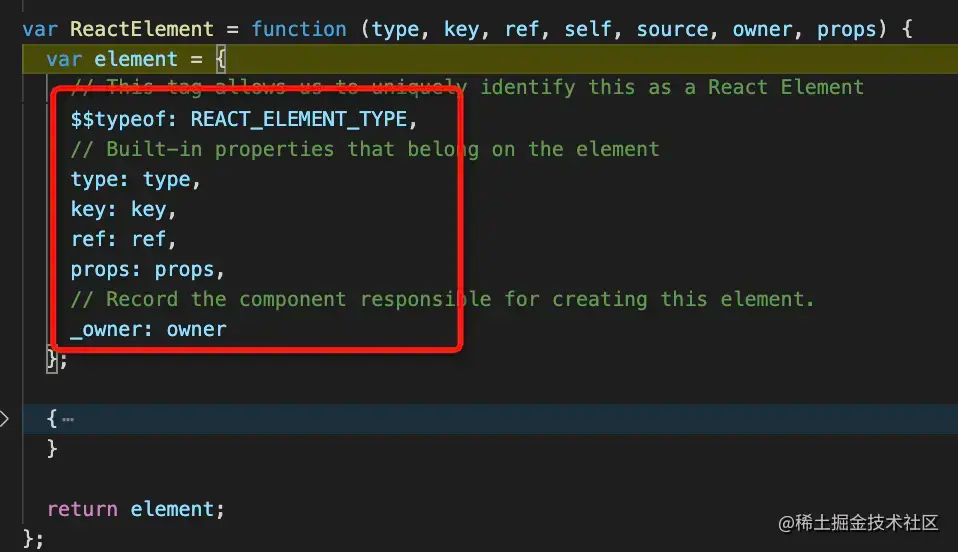 var ReactElement = function (type, key, ref, self, source, owner, props) {
var element = {
// This tag allows us to uniquely identify this as a React Element
$$typeof: REACT_ELEMENT_TYPE,
// Built-in properties that belong on the element
type: type,
key: key,
ref: ref,
props: props,
// Record the component responsible for creating this element.
_owner: owner
};
{…
}
return element;
};
@稀土掘金技术社区